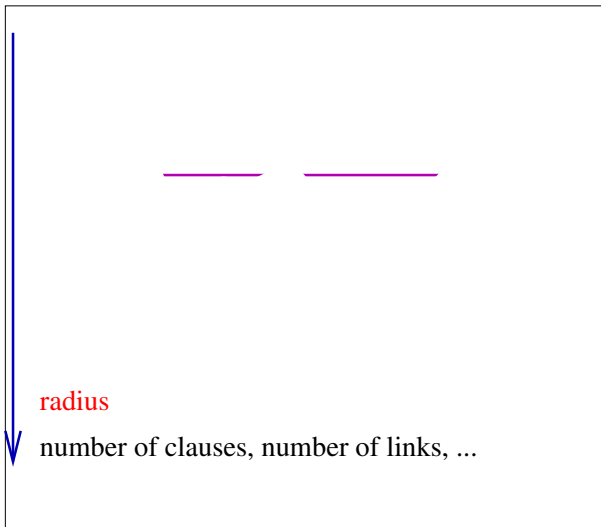 radius
number of clauses, number of links, ...